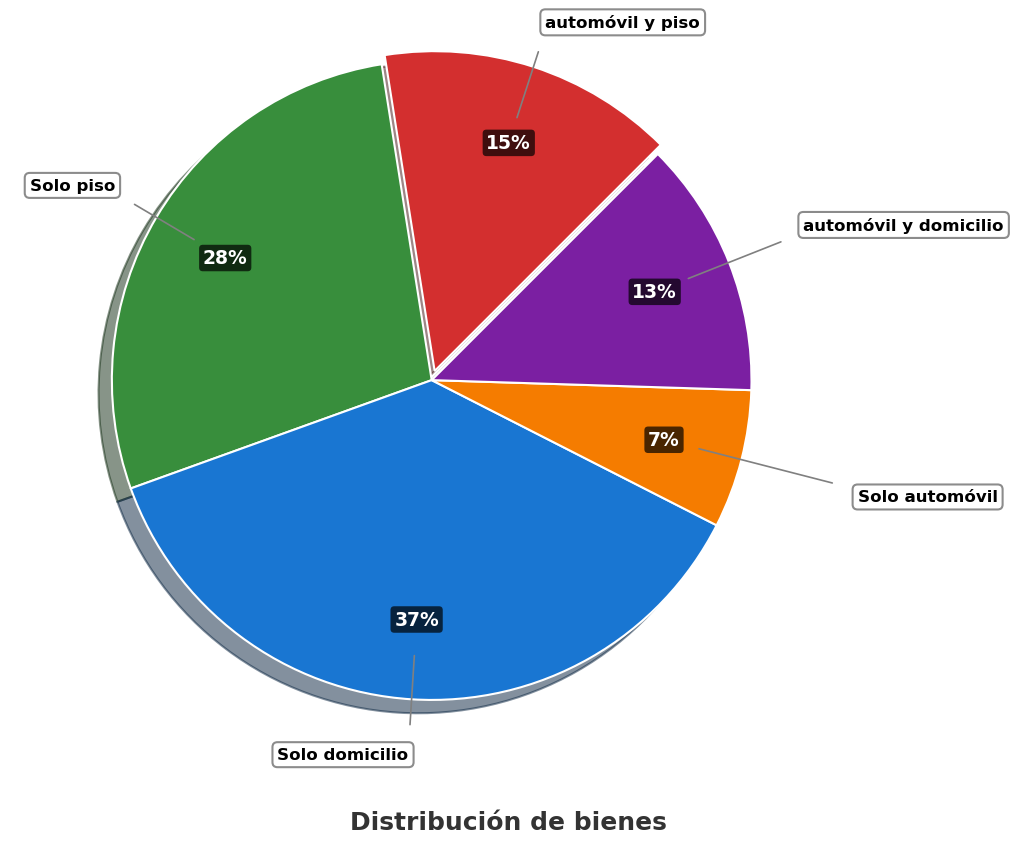 automóvil y piso
15%
Solo piso
28%
automóvil y domicilio
13%
7%
Solo automóvil
37%
Solo domicilio
Distribución de bienes